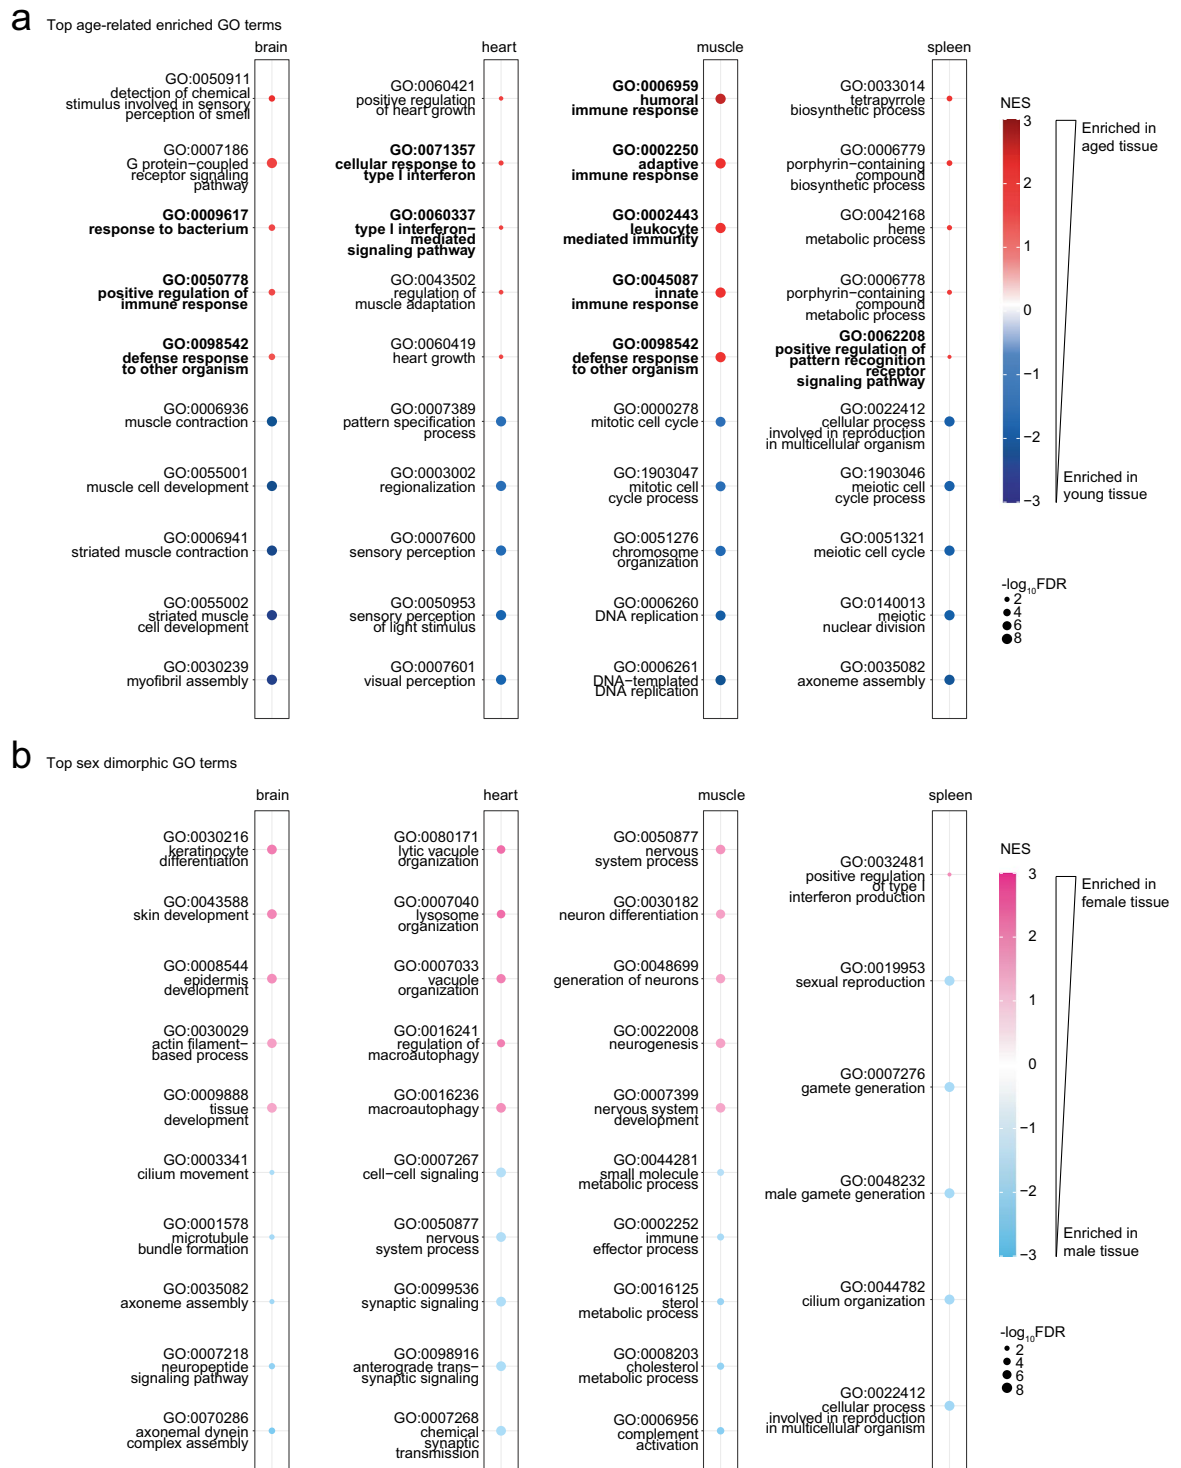 a Top age-related enriched GO terms
brain
GO:0050911
detection of chemical
stimulus involved in sensory
perception of smell
GO:0007186
G protein−coupled
receptor signaling
pathway
GO:0009617
response to bacterium
GO:0050778
positive regulation of
immune response
GO:0098542
defense response
to other organism
GO:0006936
muscle contraction
GO:0055001
muscle cell development
GO:0006941
striated muscle contraction
GO:0055002
striated muscle
cell development
GO:0030239
myofibril assembly
heart
GO:0060421
positive regulation
of heart growth
GO:0071357
cellular response to
type I interferon
GO:0060337
type I interferon−
mediated
signaling pathway
GO:0043502
regulation of
muscle adaptation
GO:0060419
heart growth
GO:0007389
pattern specification
process
GO:0003002
regionalization
GO:0007600
sensory perception
GO:0050953
sensory perception
of light stimulus
GO:0007601
visual perception
muscle
GO:0006959
humoral
immune response
GO:0002250
adaptive
immune response
GO:0002443
leukocyte
mediated immunity
GO:0045087
innate
immune response
GO:0098542
defense response
to other organism
GO:0000278
mitotic cell cycle
GO:1903047
mitotic cell
cycle process
GO:0051276
chromosome
organization
GO:0006260
DNA replication
GO:0006261
DNA−templated
DNA replication
spleen
GO:0033014
tetrapyrrole
biosynthetic process
GO:0006779
porphyrin−containing
compound
biosynthetic process
GO:0042168
heme
metabolic process
GO:0006778
porphyrin−containing
compound
metabolic process
GO:0062208
positive regulation of
pattern recognition
receptor
signaling pathway
GO:0022412
cellular process
involved in reproduction
in multicellular organism
GO:1903046
meiotic cell
cycle process
GO:0051321
meiotic cell cycle
GO:0140013
meiotic
nuclear division
GO:0035082
axoneme assembly
NES
3
2
1
0
−1
−2
−3
Enriched in
aged tissue
Enriched in
young tissue
-log10FDR
2
4
6
8
b Top sex dimorphic GO terms
brain
GO:0030216
keratinocyte
differentiation
GO:0043588
skin development
GO:0008544
epidermis
development
GO:0030029
actin filament−
based process
GO:0009888
tissue
development
GO:0003341
cilium movement
GO:0001578
microtubule
bundle formation
GO:0035082
axoneme assembly
GO:0007218
neuropeptide
signaling pathway
GO:0070286
axonemal dynein
complex assembly
heart
GO:0080171
lytic vacuole
organization
GO:0007040
lysosome
organization
GO:0007033
vacuole
organization
GO:0016241
regulation of
macroautophagy
GO:0016236
macroautophagy
GO:0007267
cell−cell signaling
GO:0050877
nervous
system process
GO:0099536
synaptic signaling
GO:0098916
anterograde trans−
synaptic signaling
GO:0007268
chemical
synaptic
transmission
muscle
GO:0050877
nervous
system process
GO:0030182
neuron differentiation
GO:0048699
generation of neurons
GO:0022008
neurogenesis
GO:0007399
nervous system
development
GO:0044281
small molecule
metabolic process
GO:0002252
immune
effector process
GO:0016125
sterol
metabolic process
GO:0008203
cholesterol
metabolic process
GO:0006956
complement
activation
spleen
GO:0032481
positive regulation
of type I
interferon production
GO:0019953
sexual reproduction
GO:0007276
gamete generation
GO:0048232
male gamete generation
GO:0044782
cilium organization
GO:0022412
cellular process
involved in reproduction
in multicellular organism
NES
3
2
1
0
−1
−2
−3
Enriched in
female tissue
Enriched in
male tissue
-log10FDR
2
4
6
8